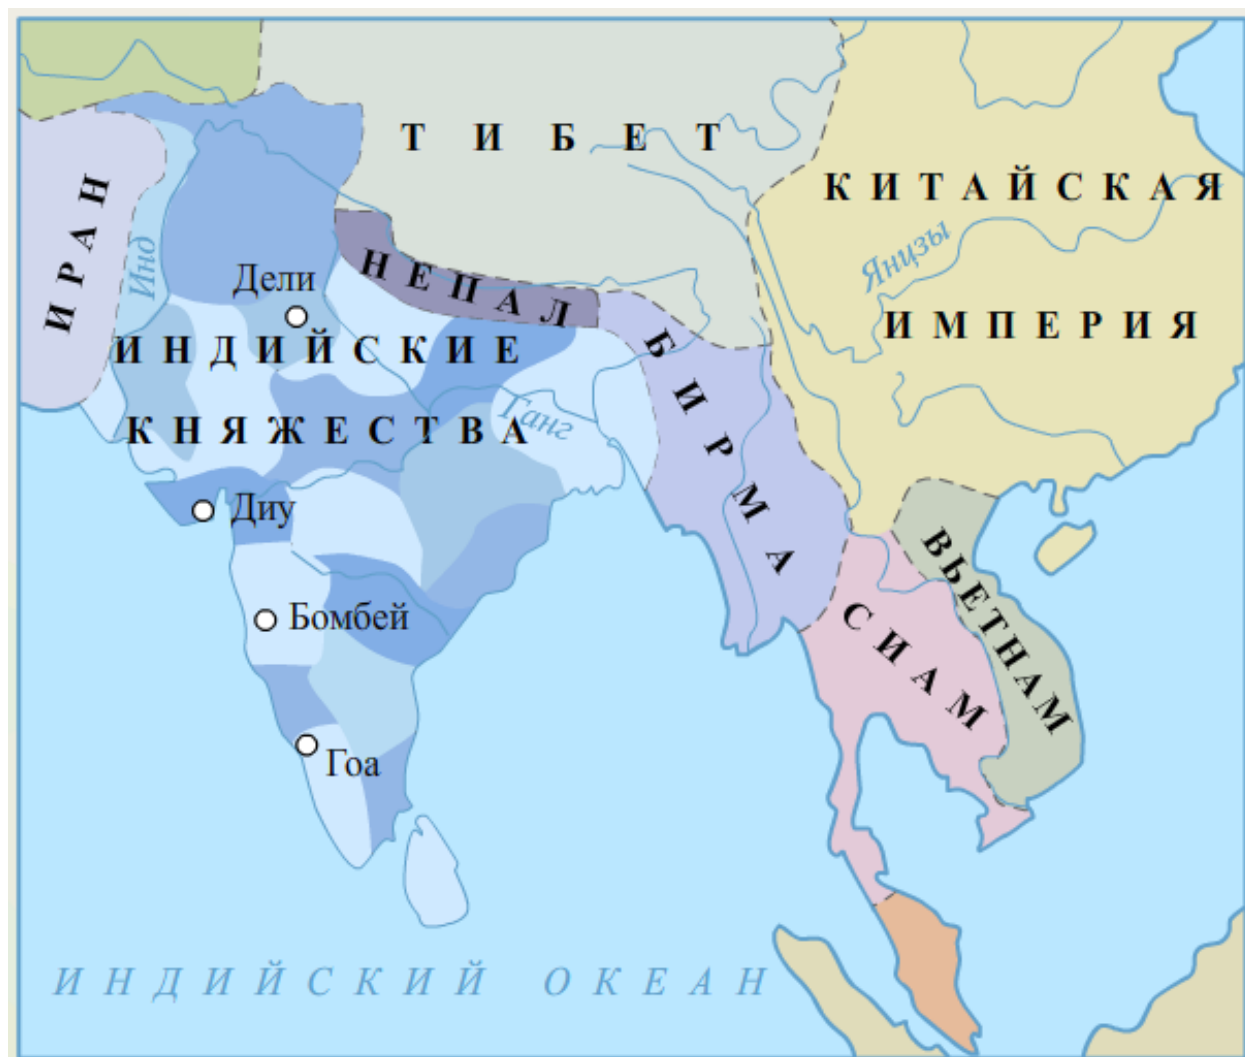 ТИБЕТ
КИТАЙСКАЯ
ИМПЕРИЯ
Янцзы
ИРАН
Инд
НЕПАЛ
Дели
ИНДИЙСКИЕ
КНЯЖЕСТВА
Ганг
БИРМА
Диу
ВЬЕТНАМ
Бомбей
СИАМ
Гоа
ИНДИЙСКИЙ ОКЕАН